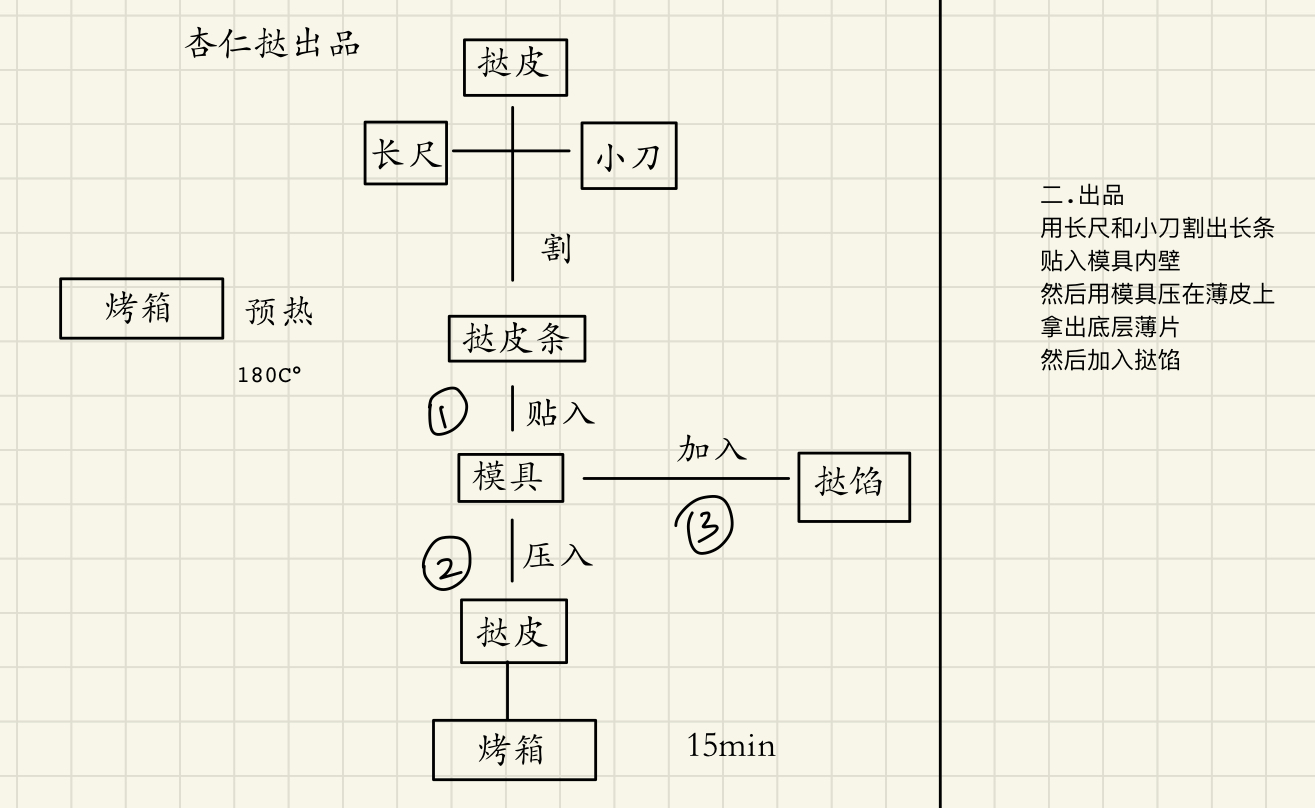 杏仁挞出品
挞皮
长尺
小刀
割
烤箱
预热
180C°
挞皮条
①
贴入
模具
加入
③
挞馅
②
压入
挞皮
烤箱
15min
二.出品
用长尺和小刀割出长条
贴入模具内壁
然后用模具压在薄皮上
拿出底层薄片
然后加入挞馅